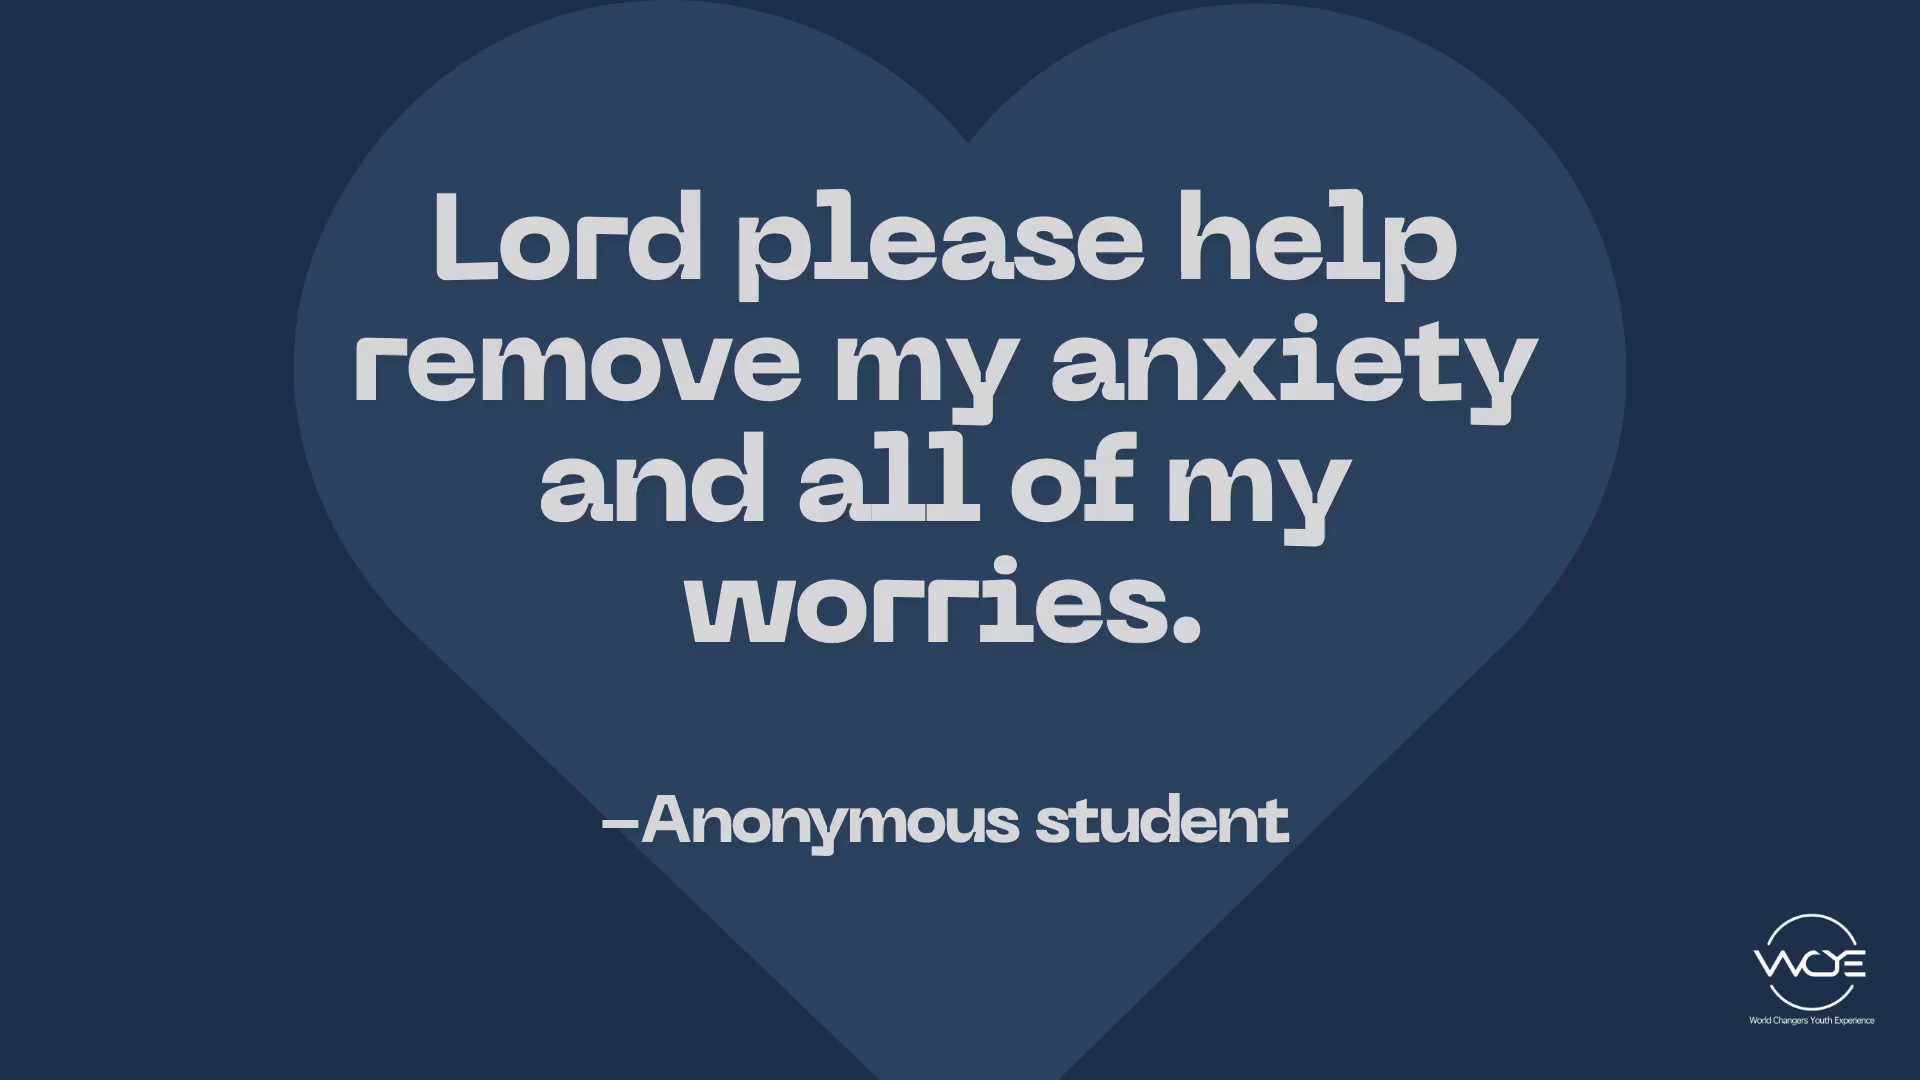 Lord please help
remove my anxiety
and all of my
worries.
–Anonymous student
WCYE
World Changers Youth Experience